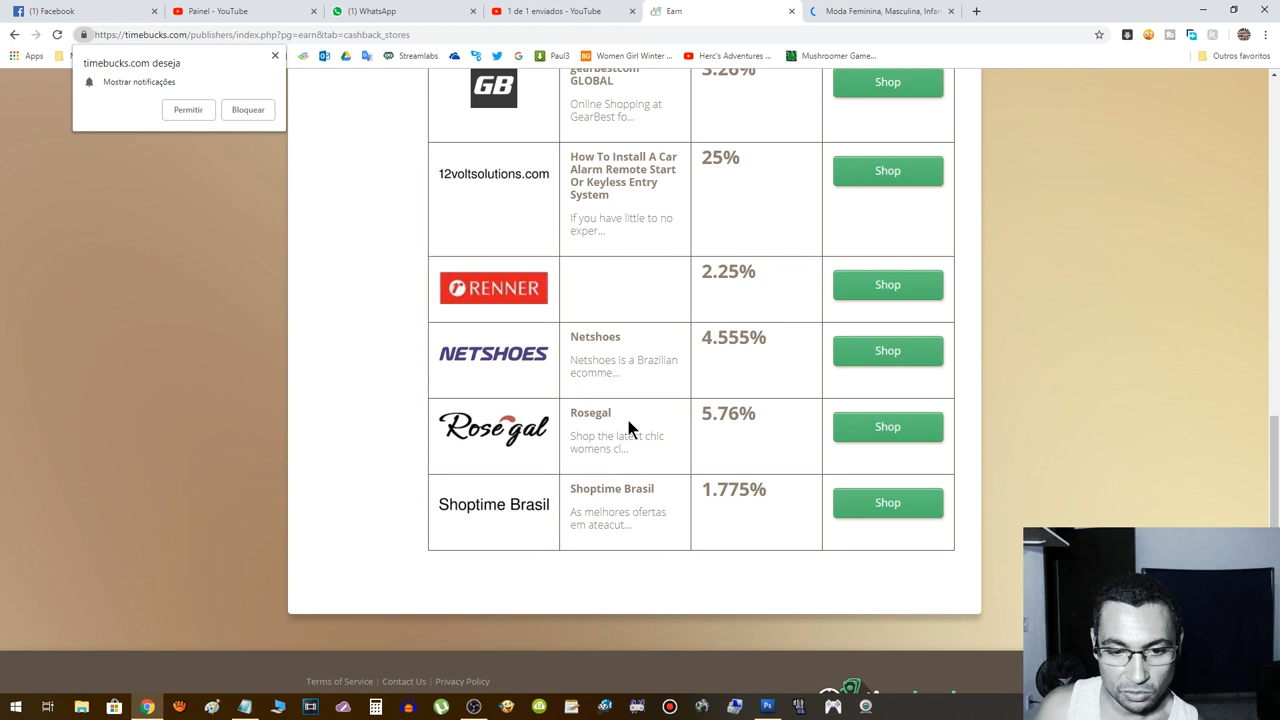 (1) Facebook
Painel - YouTube
(1) WhatsApp
1 de 1 enviados - YouTube
Earn
Moda Feminina, Masculina, Infan
https://timebucks.com/publishers/index.php?pg=earn&tab=cashback_stores
Apps
Streamlabs
Paul3
Women Girl Winter ...
Herc's Adventures ...
Mushroomer Game...
Outros favoritos
timebucks.com deseja
Mostrar notificações
Permitir
Bloquear
GB
gearbestcom
GLOBAL
Online Shopping at
GearBest fo...
3.26%
Shop
12voltsolutions.com
How To Install A Car
Alarm Remote Start
Or Keyless Entry
System
If you have little to no
exper...
25%
Shop
RENNER
2.25%
Shop
NETSHOES
Netshoes
Netshoes is a Brazilian
ecomme...
4.555%
Shop
Rosegal
Rosegal
Shop the latest chic
womens cl...
5.76%
Shop
Shoptime Brasil
Shoptime Brasil
As melhores ofertas
em ateacut...
1.775%
Shop
Terms of Service | Contact Us | Privacy Policy